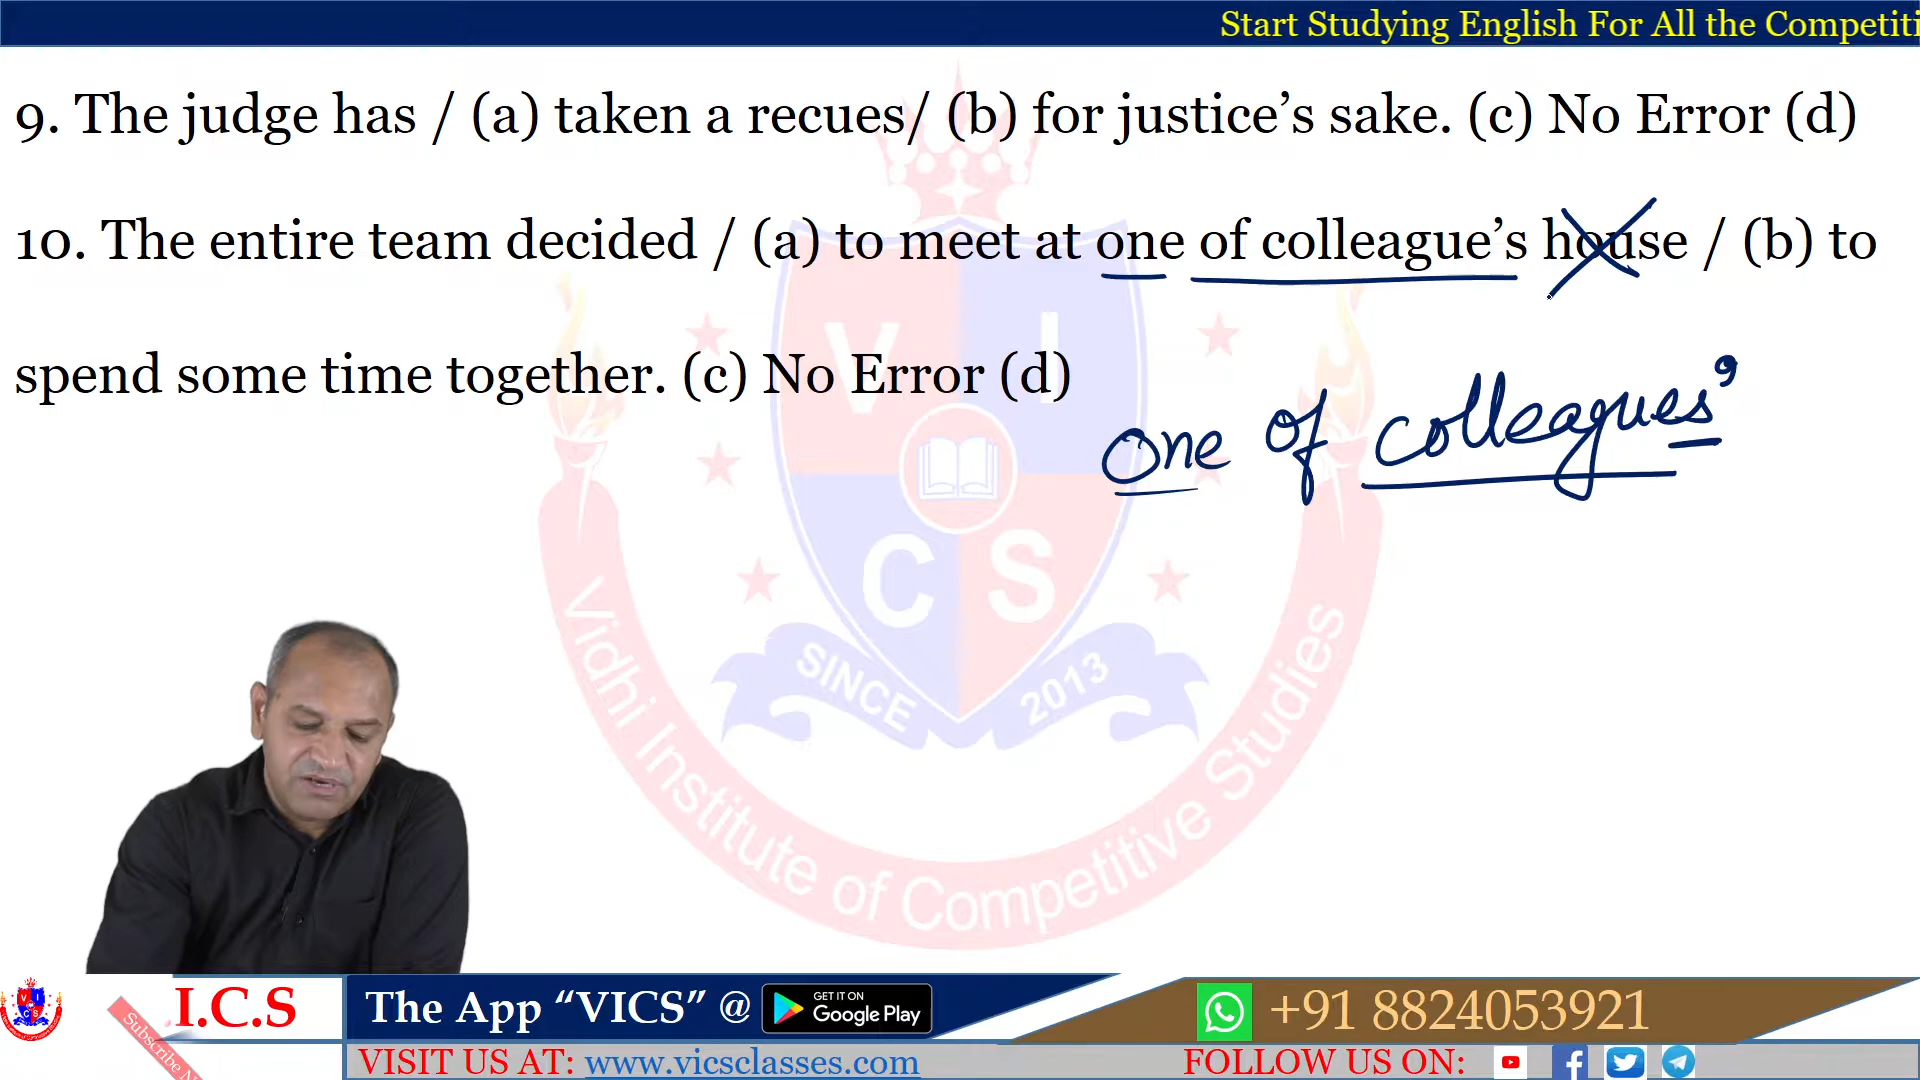 Start Studying English For All the Competiti
9. The judge has / (a) taken a recues/ (b) for justice’s sake. (c) No Error (d)
10. The entire team decided / (a) to meet at one of colleague’s house / (b) to
spend some time together. (c) No Error (d)
one of colleagues’
V I
C S
SINCE 2013
Vidhi Institute of Competitive Studies
V I
C S
Subscribe N
I.C.S
The App “VICS” @
GET IT ON
Google Play
+91 8824053921
VISIT US AT: www.vicsclasses.com
FOLLOW US ON: